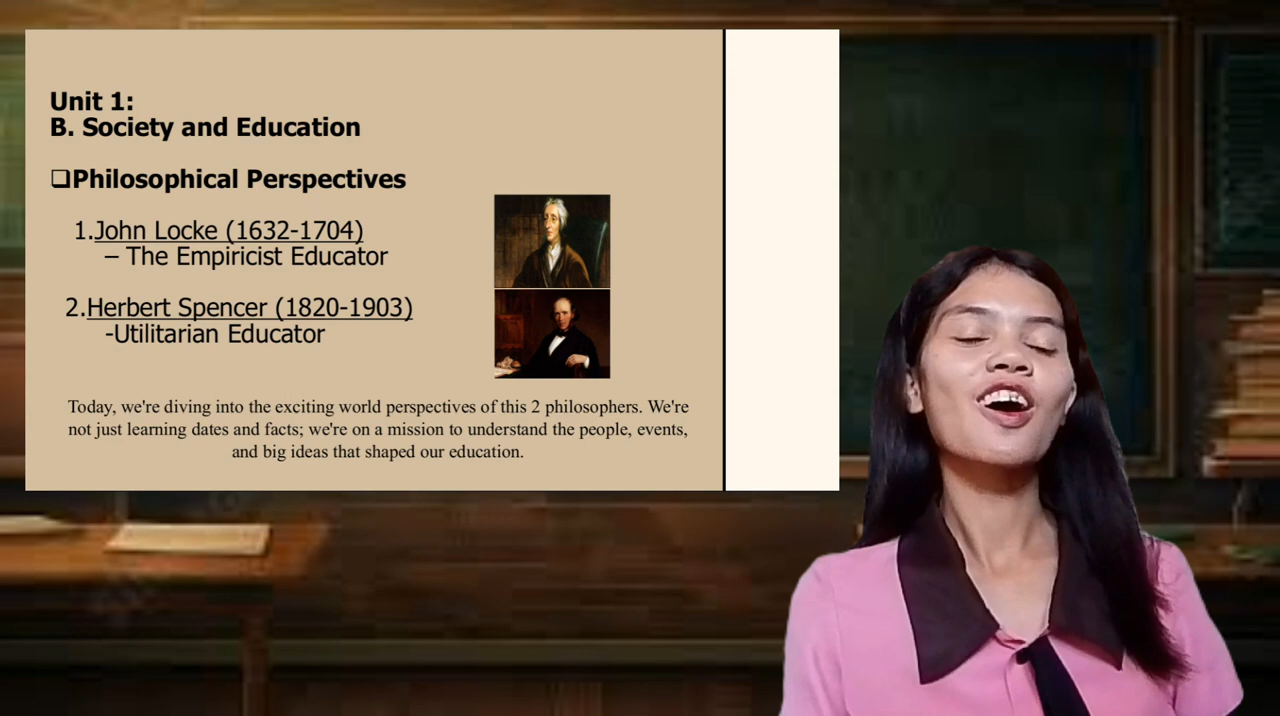 Unit 1:
B. Society and Education
❑Philosophical Perspectives
1.John Locke (1632-1704)
– The Empiricist Educator
2.Herbert Spencer (1820-1903)
-Utilitarian Educator
Today, we're diving into the exciting world perspectives of this 2 philosophers. We're
not just learning dates and facts; we're on a mission to understand the people, events,
and big ideas that shaped our education.